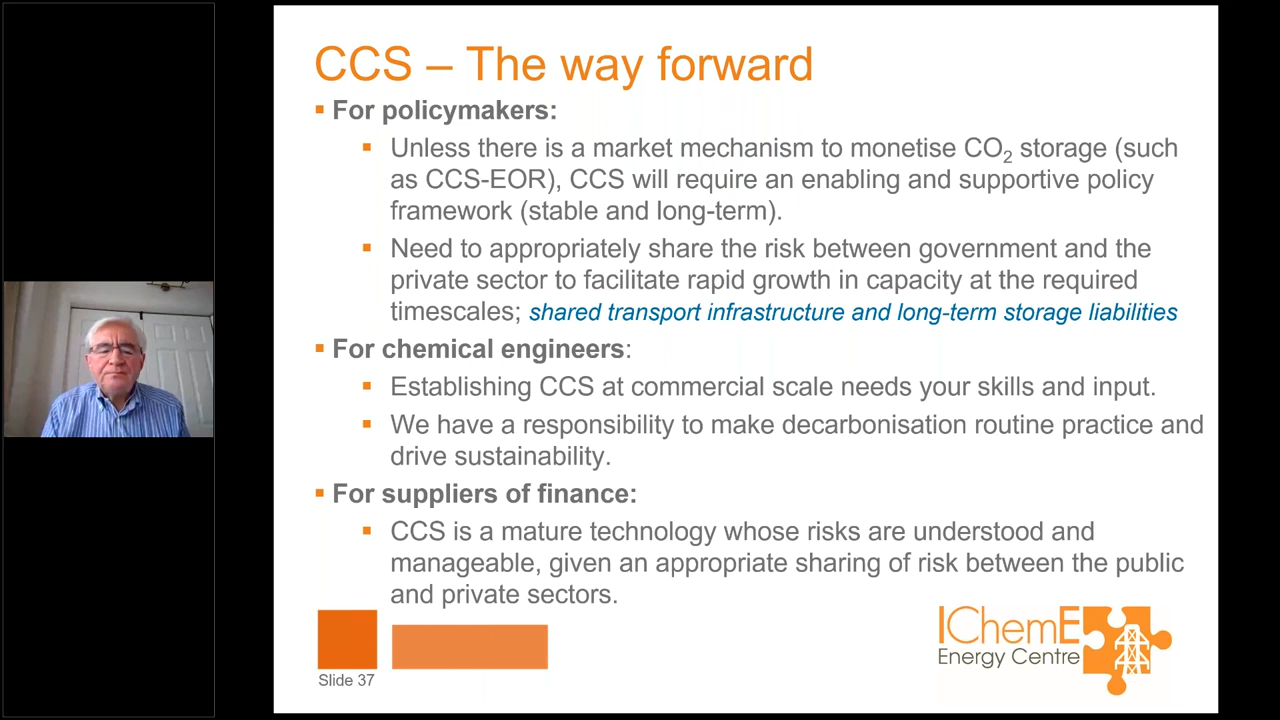 CCS – The way forward
For policymakers:
Unless there is a market mechanism to monetise CO₂ storage (such
as CCS-EOR), CCS will require an enabling and supportive policy
framework (stable and long-term).
Need to appropriately share the risk between government and the
private sector to facilitate rapid growth in capacity at the required
timescales; shared transport infrastructure and long-term storage liabilities
For chemical engineers:
Establishing CCS at commercial scale needs your skills and input.
We have a responsibility to make decarbonisation routine practice and
drive sustainability.
For suppliers of finance:
CCS is a mature technology whose risks are understood and
manageable, given an appropriate sharing of risk between the public
and private sectors.
IChemE
Energy Centre
Slide 37